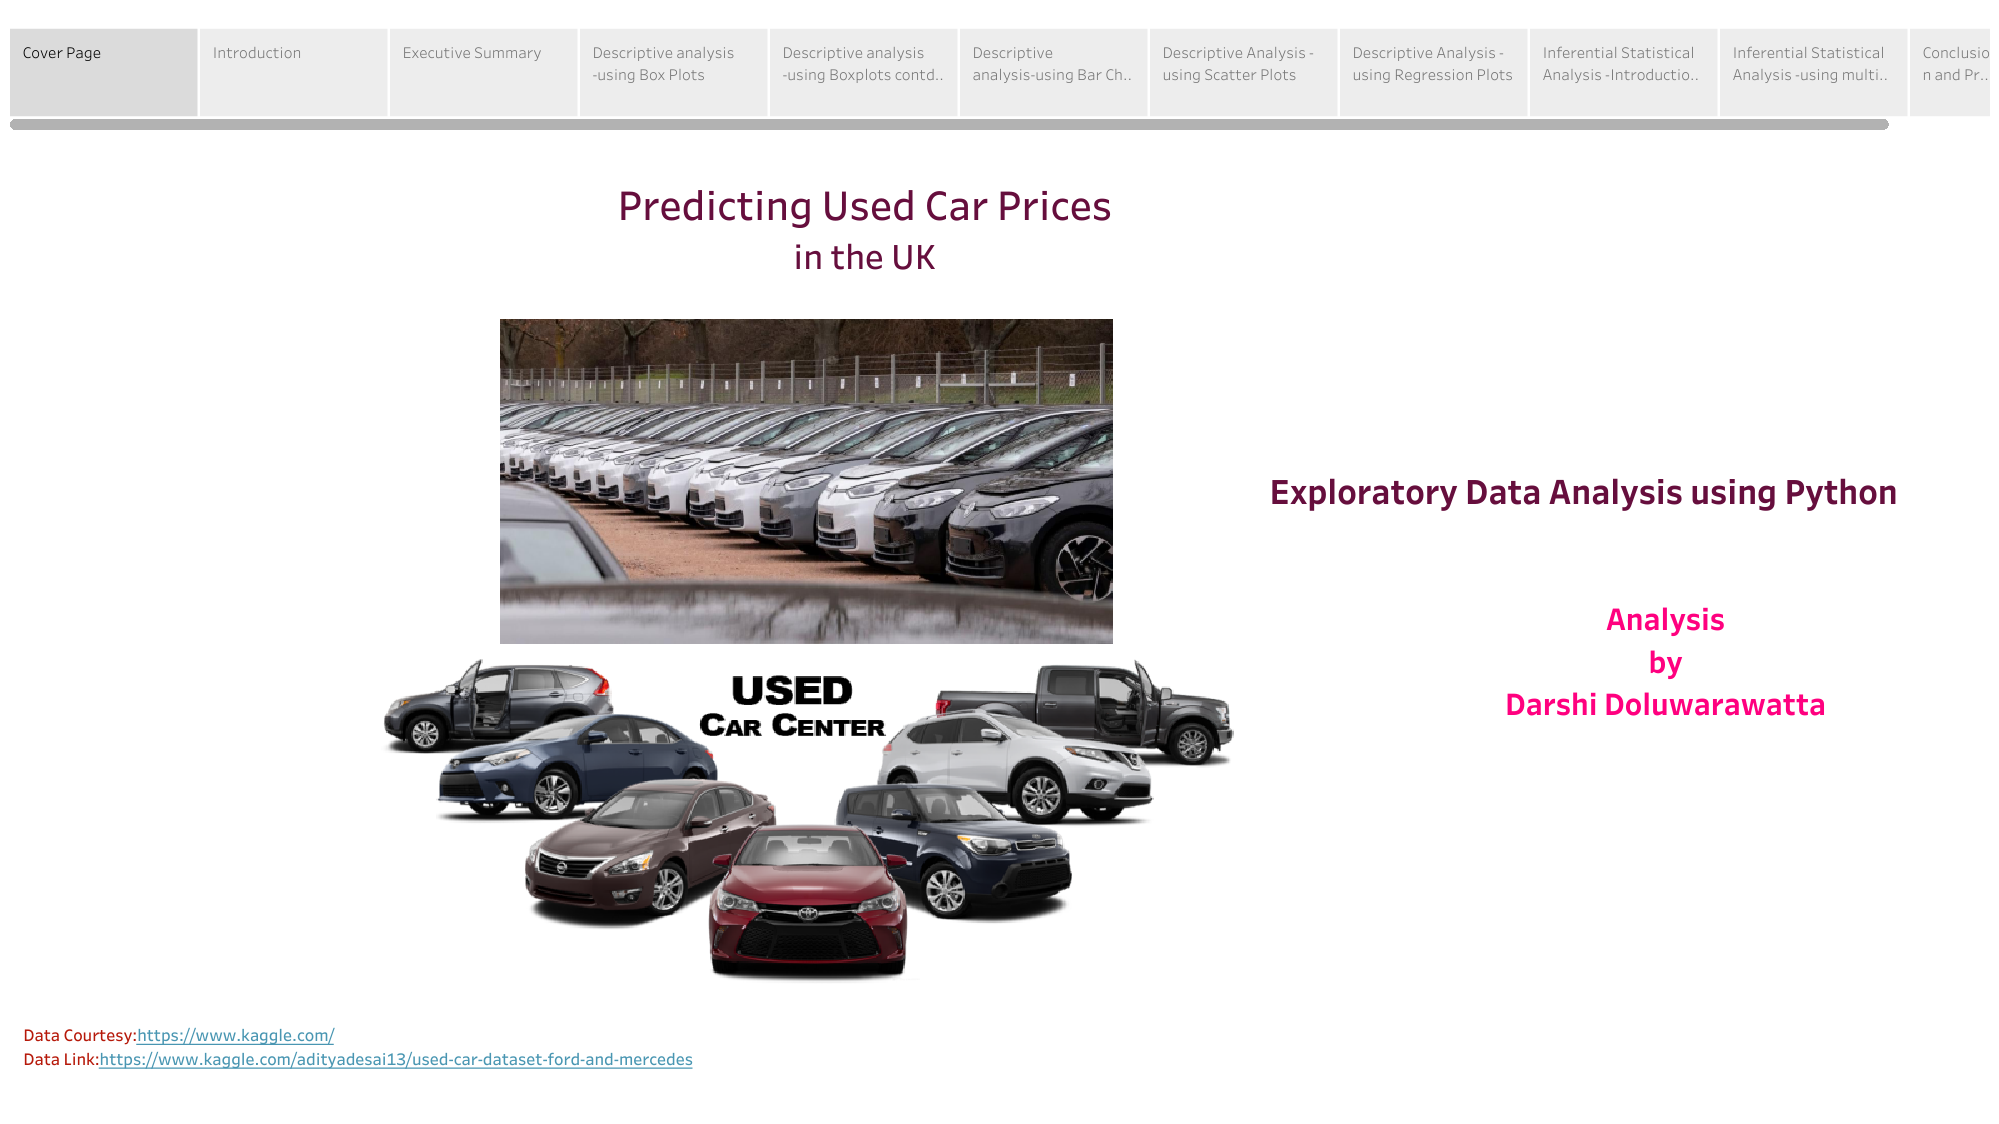 Cover Page
Introduction
Executive Summary
Descriptive analysis
-using Box Plots
Descriptive analysis
-using Boxplots contd..
Descriptive
analysis-using Bar Ch..
Descriptive Analysis -
using Scatter Plots
Descriptive Analysis -
using Regression Plots
Inferential Statistical
Analysis -Introductio..
Inferential Statistical
Analysis -using multi..
Conclusio
n and Pr..
Predicting Used Car Prices
in the UK
Exploratory Data Analysis using Python
Analysis
by
Darshi Doluwarawatta
USED
CAR CENTER
Data Courtesy:https://www.kaggle.com/
Data Link:https://www.kaggle.com/adityadesai13/used-car-dataset-ford-and-mercedes